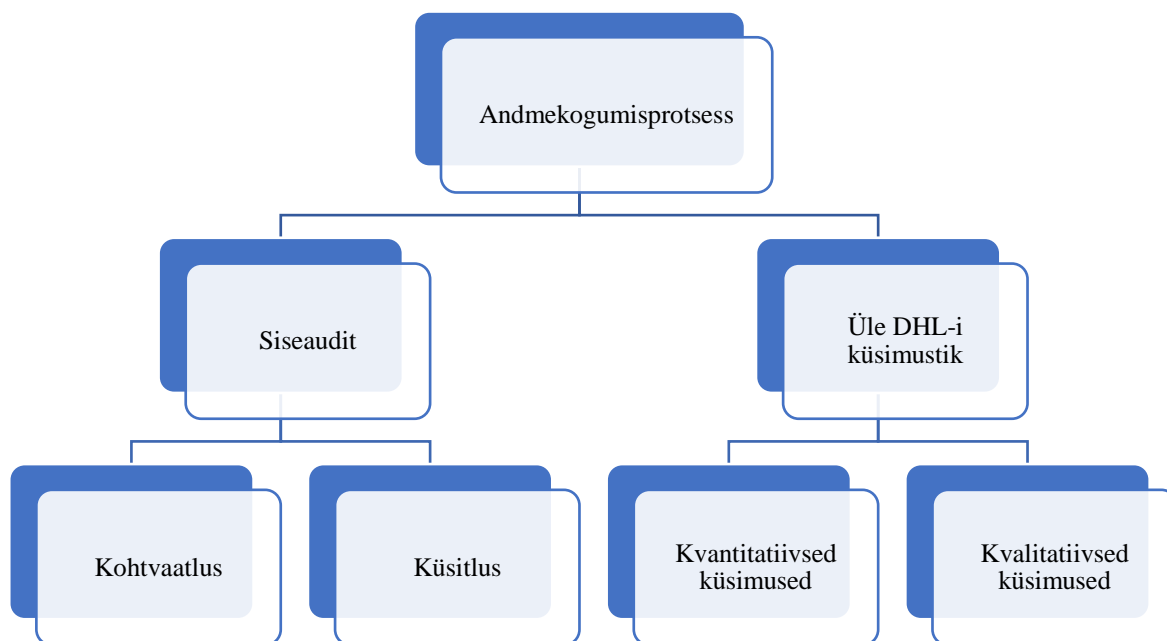 Andmekogumisprotsess
Siseaudit
Üle DHL-i
küsimustik
Kohtvaatlus
Küsitlus
Kvantitatiivsed
küsimused
Kvalitatiivsed
küsimused